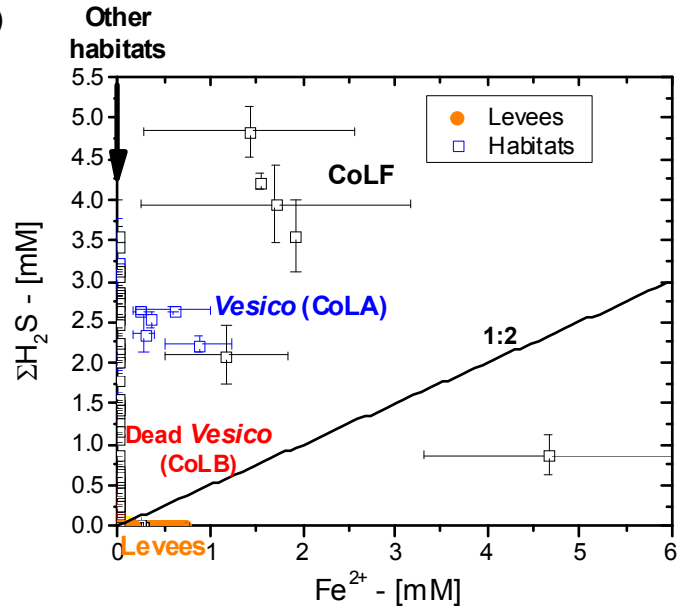 )
Other
habitats
5.5
5.0
4.5
4.0
3.5
3.0
2.5
2.0
1.5
1.0
0.5
0.0
ΣH₂S - [mM]
Levees
Habitats
CoLF
Vesico (CoLA)
1:2
Dead Vesico
(CoLB)
Levees
0 1 2 3 4 5 6
Fe²⁺ - [mM]